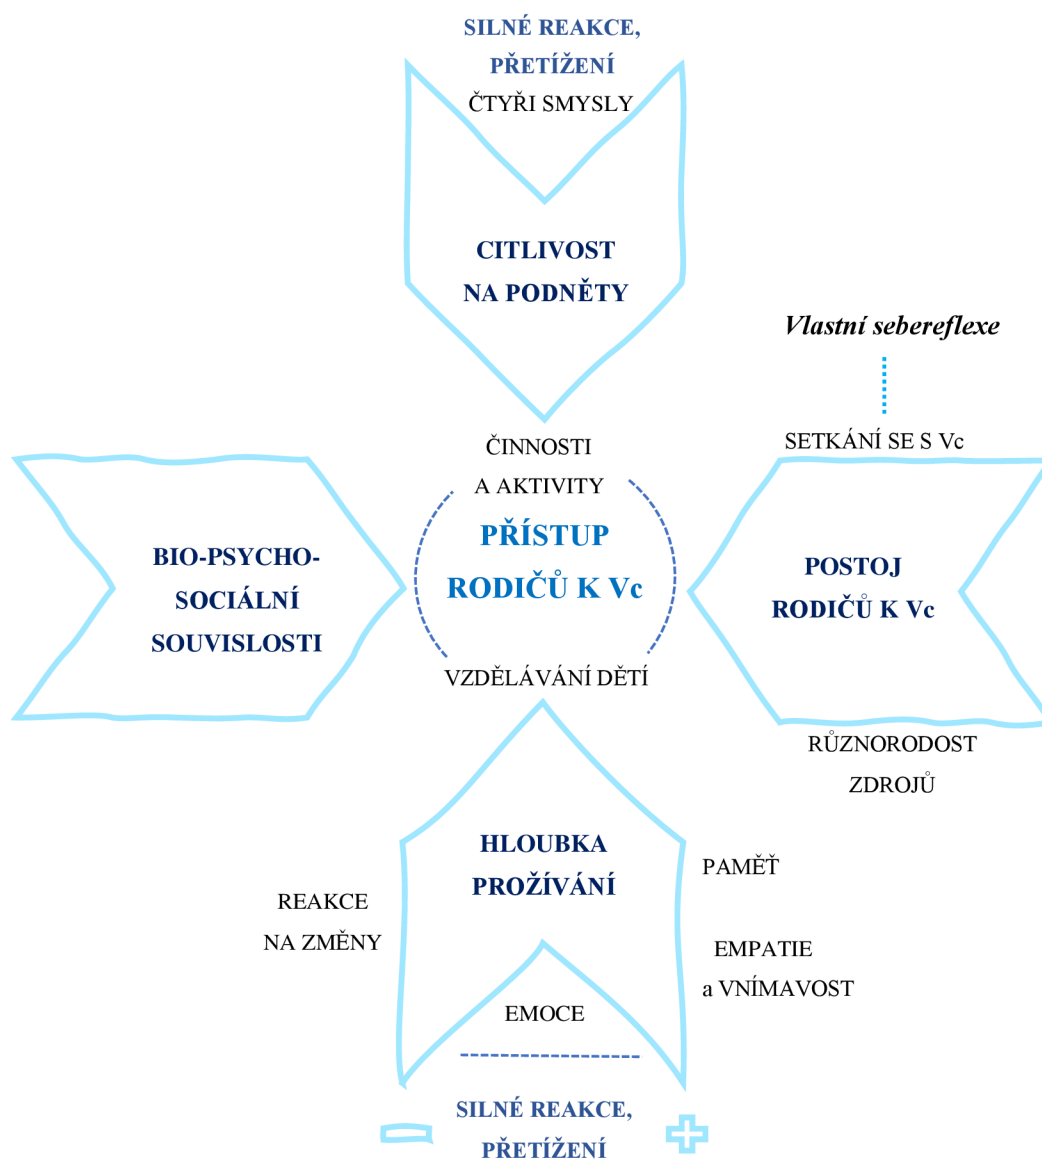 SILNÉ REAKCE,
PŘETÍŽENÍ
ČTYŘI SMYSLY
CITLIVOST
NA PODNĚTY
Vlastní sebereflexe
SETKÁNÍ SE S Vc
ČINNOSTI
A AKTIVITY
PŘÍSTUP
RODIČŮ K Vc
VZDĚLÁVÁNÍ DĚTÍ
BIO-PSYCHO-
SOCIÁLNÍ
SOUVISLOSTI
POSTOJ
RODIČŮ K Vc
RŮZNORODOST
ZDROJŮ
HLOUBKA
PROŽÍVÁNÍ
REAKCE
NA ZMĚNY
PAMĚŤ
EMPATIE
a VNÍMAVOST
EMOCE
SILNÉ REAKCE,
PŘETÍŽENÍ